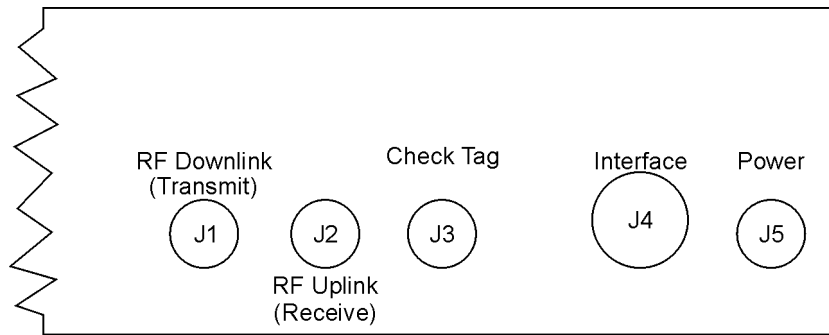 RF Downlink
(Transmit)
Check Tag
Interface
Power
J1
J2
J3
J4
J5
RF Uplink
(Receive)